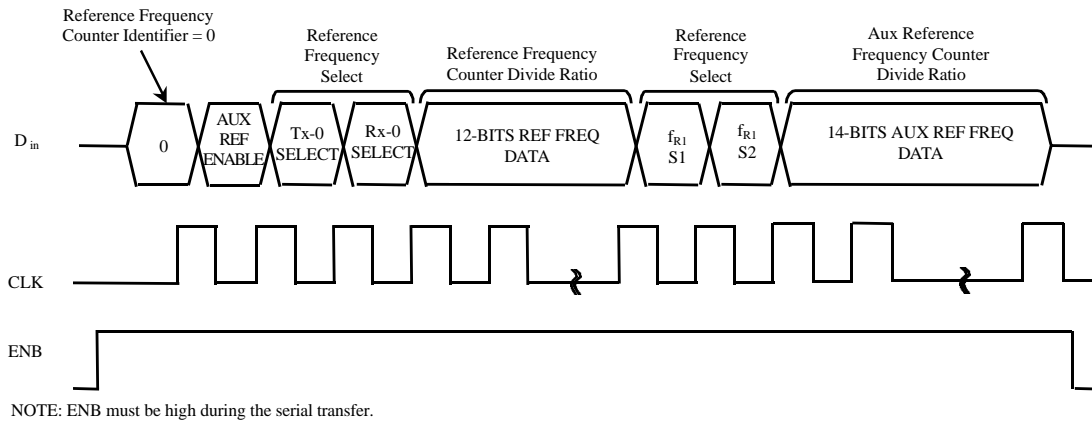 Reference Frequency
Counter Identifier = 0
Reference
Frequency
Select
Reference Frequency
Counter Divide Ratio
Reference
Frequency
Select
Aux Reference
Frequency Counter
Divide Ratio
D in
0
AUX
REF
ENABLE
Tx-0
SELECT
Rx-0
SELECT
12-BITS REF FREQ
DATA
fR1
S1
fR1
S2
14-BITS AUX REF FREQ
DATA
CLK
ENB
NOTE: ENB must be high during the serial transfer.